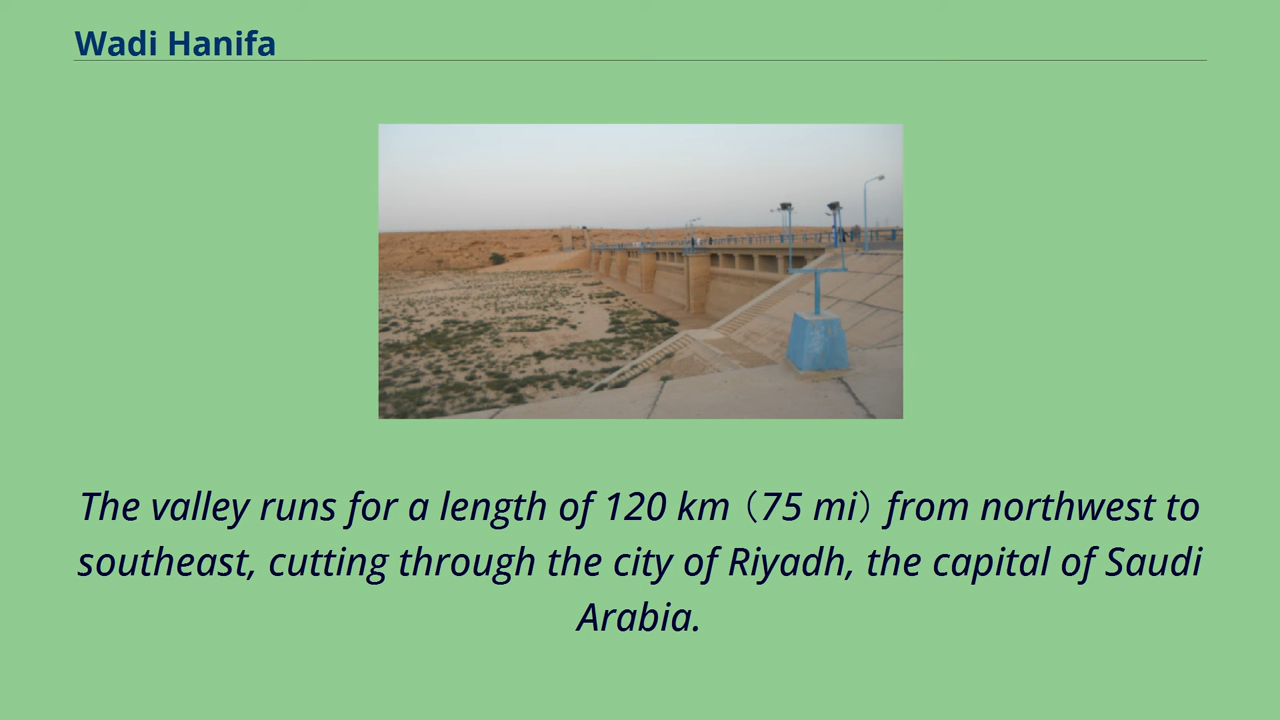 Wadi Hanifa
The valley runs for a length of 120 km（75 mi）from northwest to
southeast, cutting through the city of Riyadh, the capital of Saudi
Arabia.